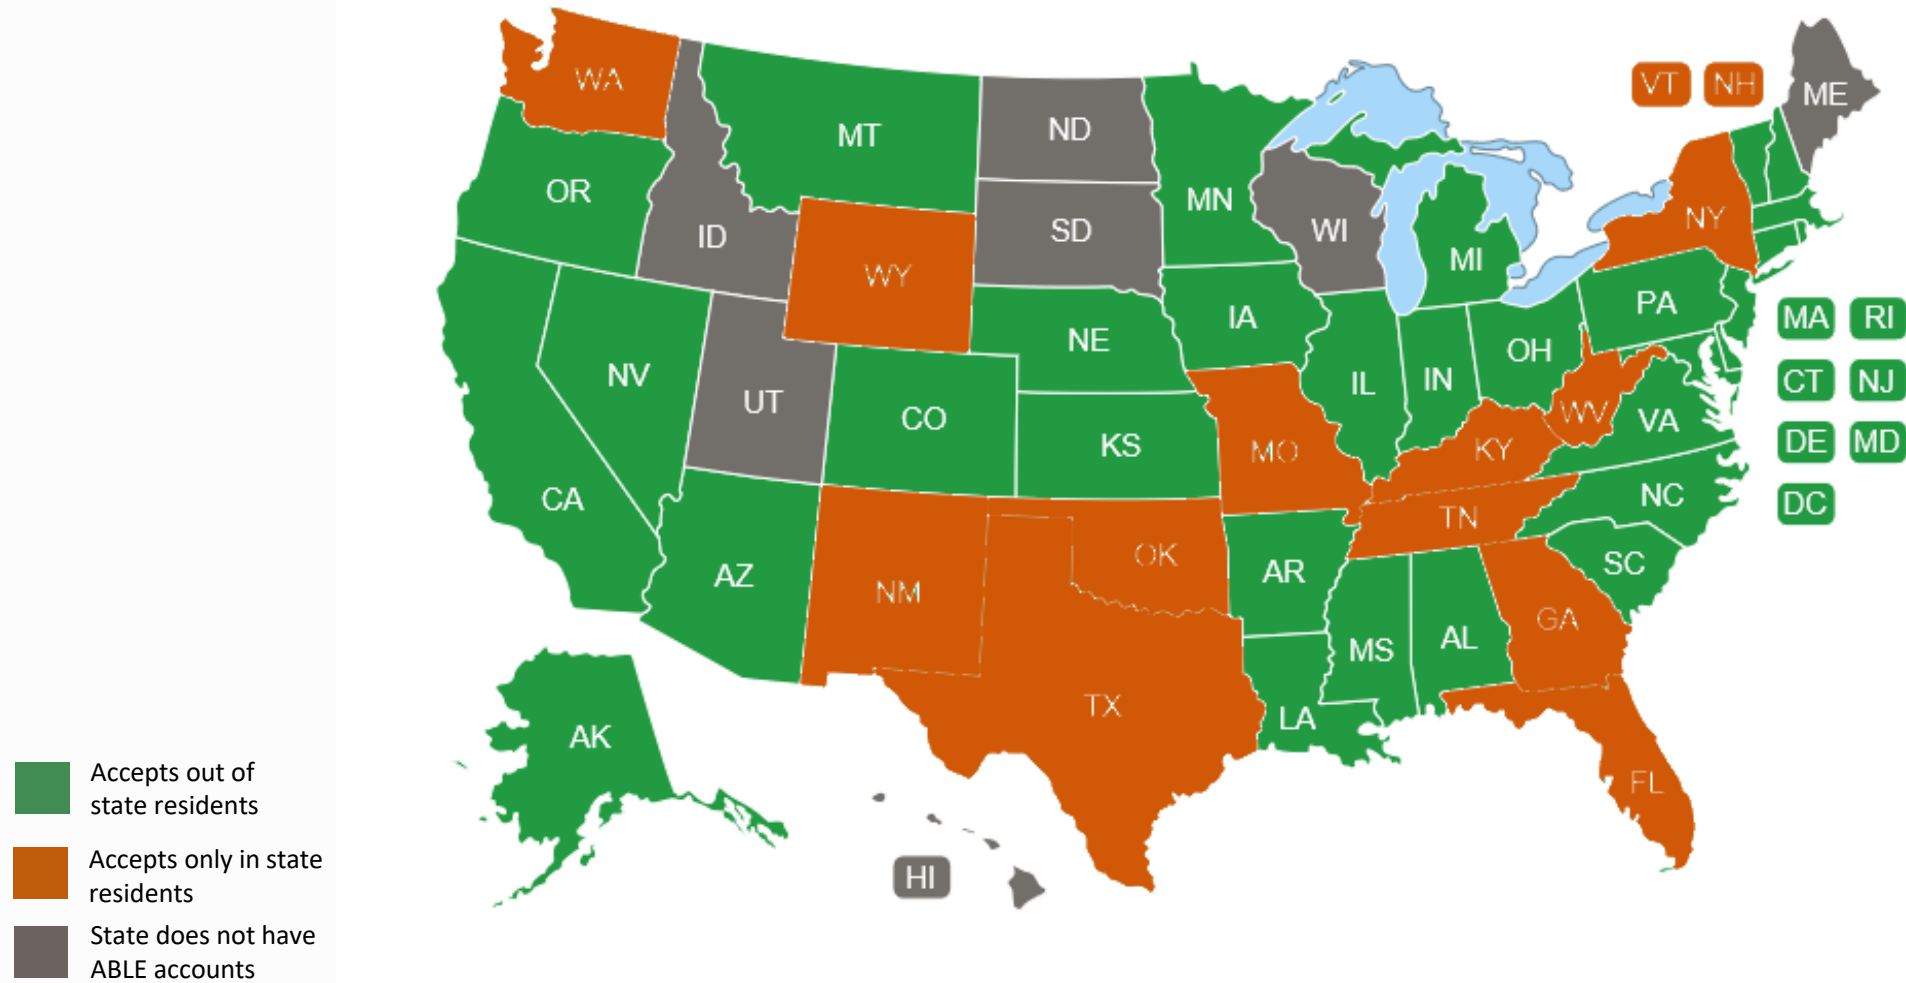 WA
VT NH
ME
MT
ND
OR
MN
NY
ID
SD
WI
MI
WY
PA
MA RI
NE
IA
OH
NV
IL
IN
CT NJ
UT
CO
KS
MO
KY
WV
VA
DE MD
CA
NC
DC
TN
AZ
NM
OK
AR
SC
MS
AL
GA
TX
LA
AK
FL
HI
Accepts out of
state residents
Accepts only in state
residents
State does not have
ABLE accounts